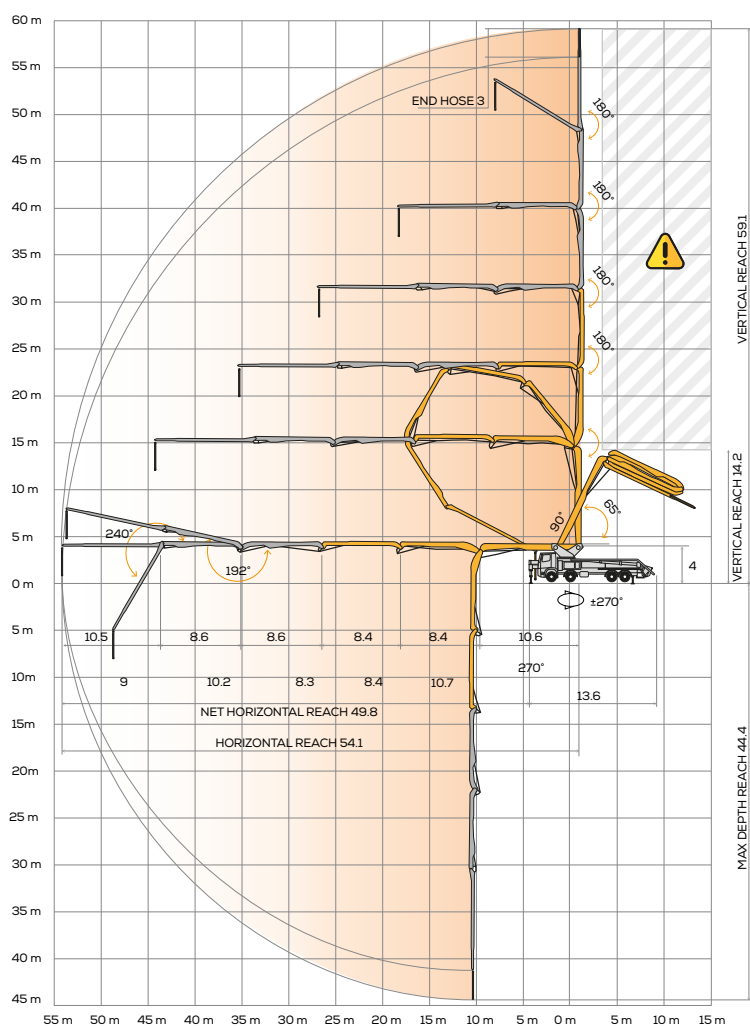 60 m
55 m
END HOSE 3
180°
50 m
45 m
180°
40 m
35 m
VERTICAL REACH 59.1
180°
30 m
180°
25 m
20 m
15 m
VERTICAL REACH 14.2
10 m
90°
65°
240°
5 m
192°
4
0 m
±270°
10.5
8.6
8.6
8.4
8.4
10.6
5 m
270°
9
10.2
8.3
8.4
10.7
13.6
10m
NET HORIZONTAL REACH 49.8
15m
HORIZONTAL REACH 54.1
20m
MAX DEPTH REACH 44.4
25m
30 m
35 m
40 m
45 m
55 m
50 m
45 m
40 m
35 m
30 m
25 m
20 m
15 m
10 m
5 m
0 m
5 m
10 m
15 m